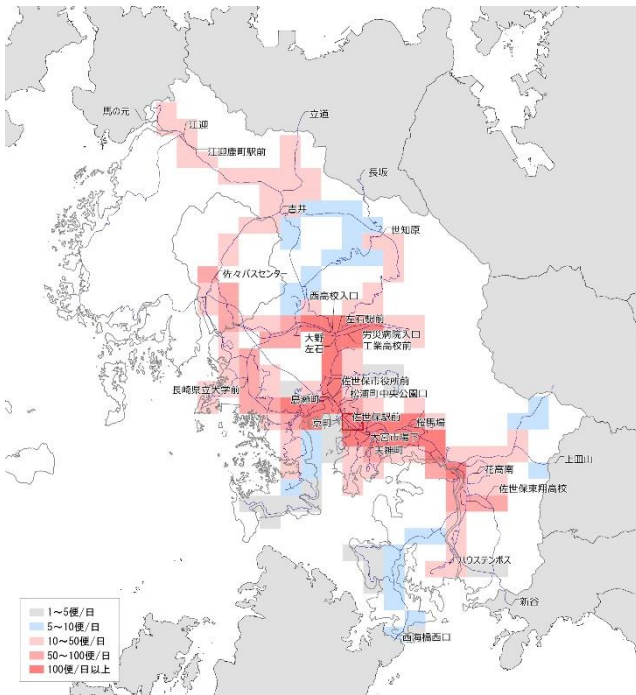 馬の元
江迎
立道
江迎鹿町駅前
長坂
吉井
世知原
佐々バスセンター
西高校入口
左石駅前
大野
労災病院入口
左石
工業高校前
佐世保市役所前
長崎県立大学前
松浦町中央公園口
島瀬町
佐世保駅前
京町
桜馬場
大宮市場下
天神町
上皿山
花高南
佐世保東翔高校
ハウステンボス
新谷
西海橋西口
1～5便/日
5～10便/日
10～50便/日
50～100便/日
100便/日以上